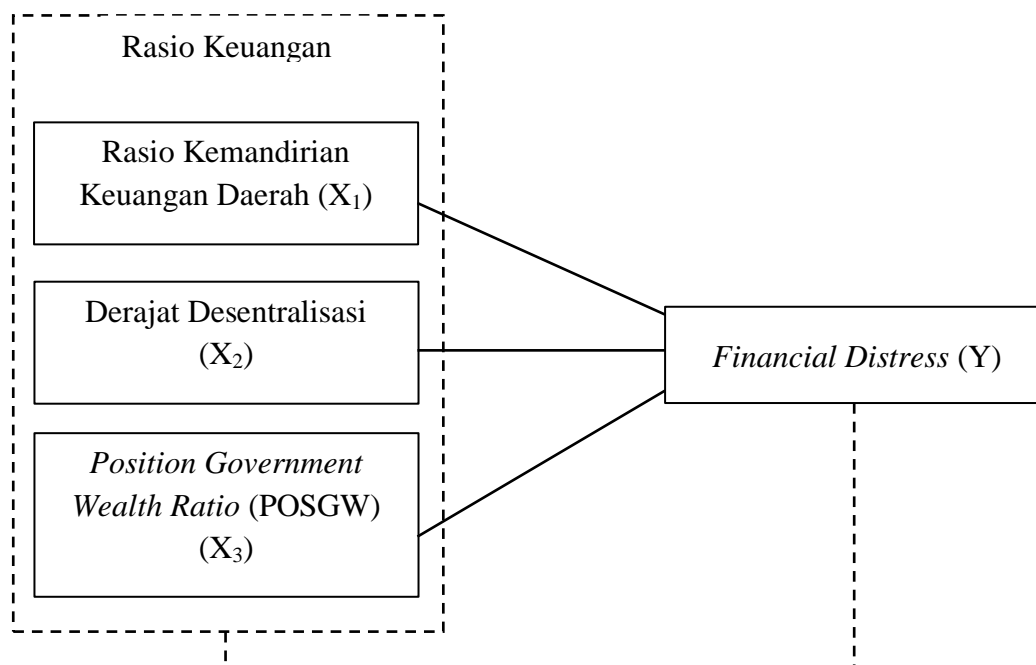 Rasio Keuangan
Rasio Kemandirian
Keuangan Daerah (X₁)
Derajat Desentralisasi
(X₂)
Position Government
Wealth Ratio (POSGW)
(X₃)
Financial Distress (Y)